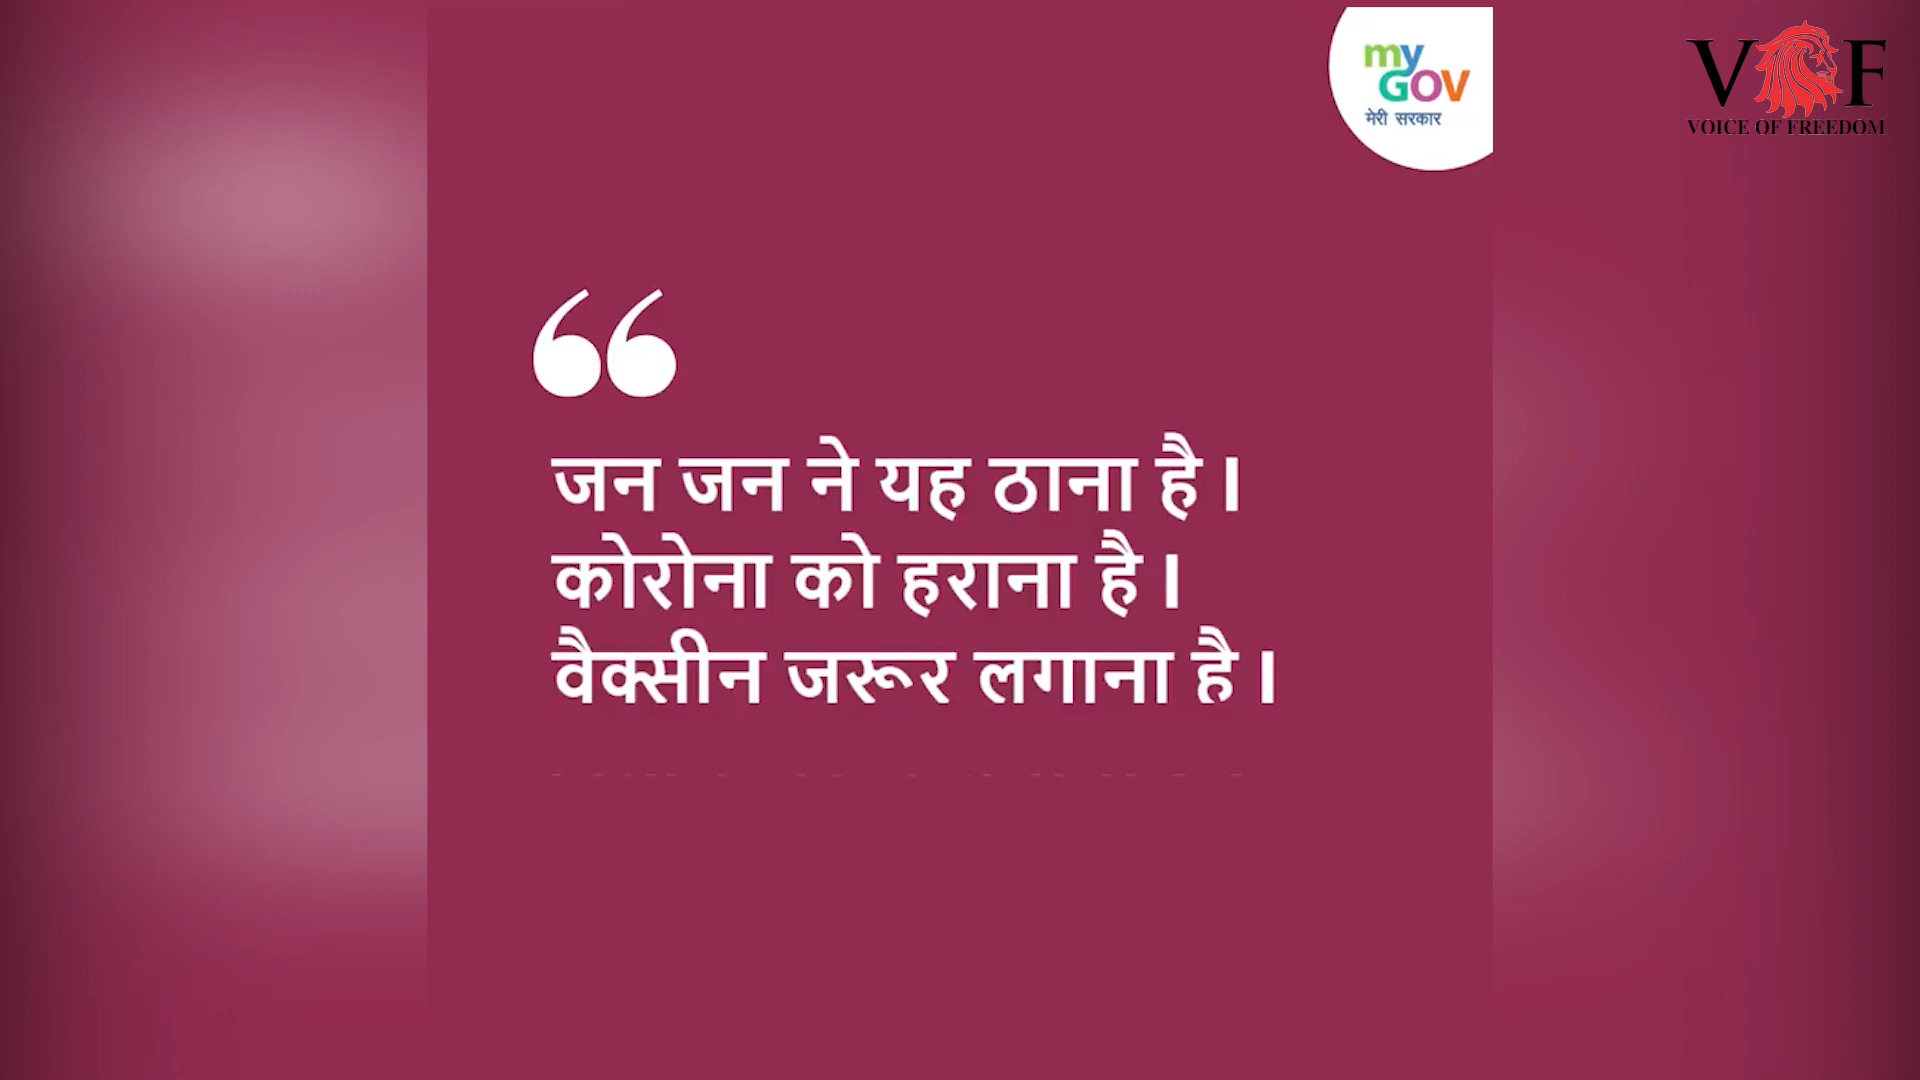 my
GOV
मेरी सरकार
VOF
VOICE OF FREEDOM
“
जन जन ने यह ठाना है ।
कोरोना को हराना है ।
वैक्सीन जरूर लगाना है ।